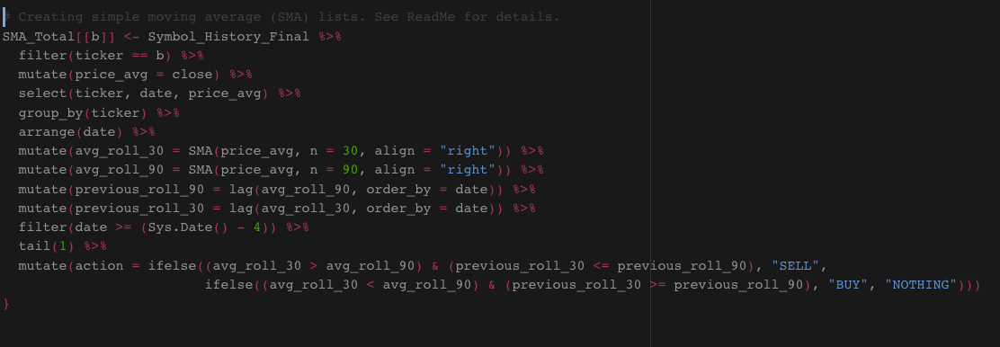 # Creating simple moving average (SMA) lists. See ReadMe for details.
SMA_Total[[b]] <- Symbol_History_Final %>%
  filter(ticker == b) %>%
  mutate(price_avg = close) %>%
  select(ticker, date, price_avg) %>%
  group_by(ticker) %>%
  arrange(date) %>%
  mutate(avg_roll_30 = SMA(price_avg, n = 30, align = "right")) %>%
  mutate(avg_roll_90 = SMA(price_avg, n = 90, align = "right")) %>%
  mutate(previous_roll_90 = lag(avg_roll_90, order_by = date)) %>%
  mutate(previous_roll_30 = lag(avg_roll_30, order_by = date)) %>%
  filter(date >= (Sys.Date() - 4)) %>%
  tail(1) %>%
  mutate(action = ifelse((avg_roll_30 > avg_roll_90) & (previous_roll_30 <= previous_roll_90), "SELL",
                         ifelse((avg_roll_30 < avg_roll_90) & (previous_roll_30 >= previous_roll_90), "BUY", "NOTHING")))
}